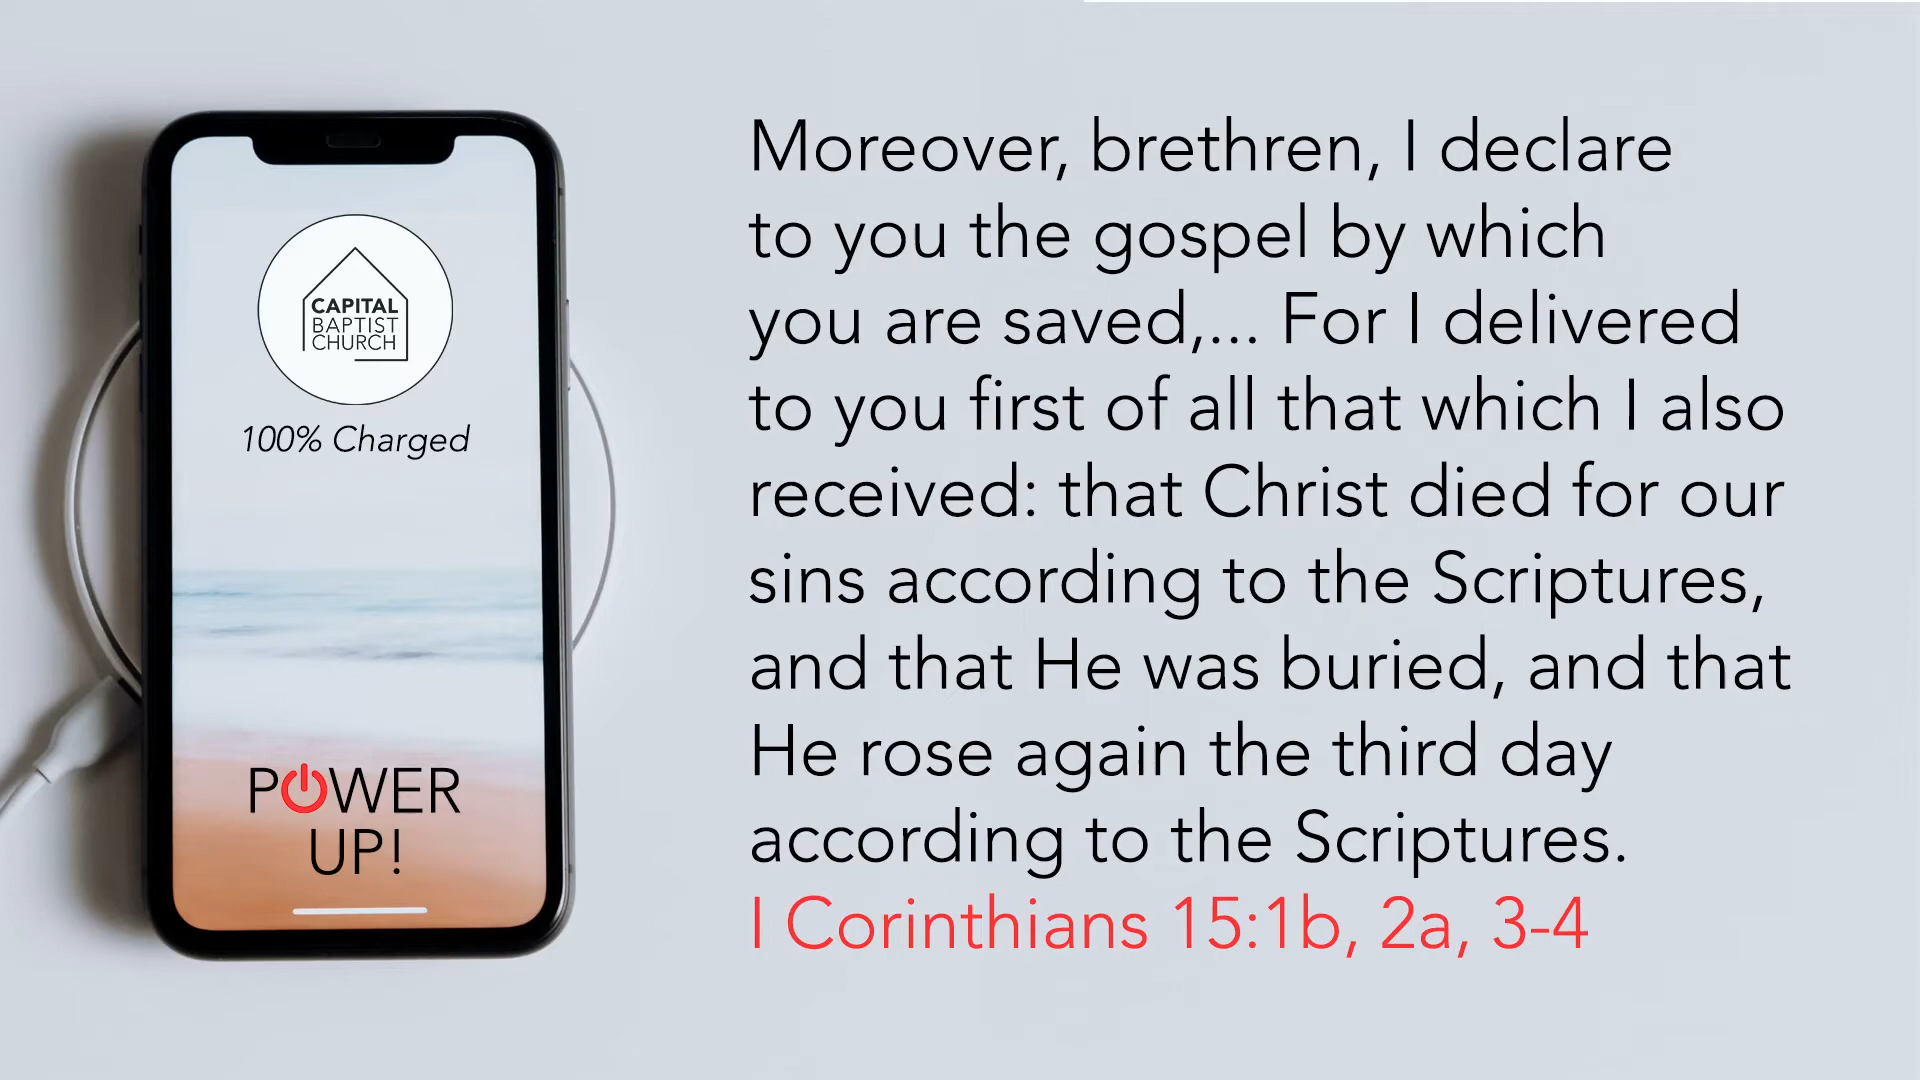 CAPITAL
BAPTIST
CHURCH
100% Charged
POWER
UP!
Moreover, brethren, I declare
to you the gospel by which
you are saved,... For I delivered
to you first of all that which I also
received: that Christ died for our
sins according to the Scriptures,
and that He was buried, and that
He rose again the third day
according to the Scriptures.
I Corinthians 15:1b, 2a, 3-4